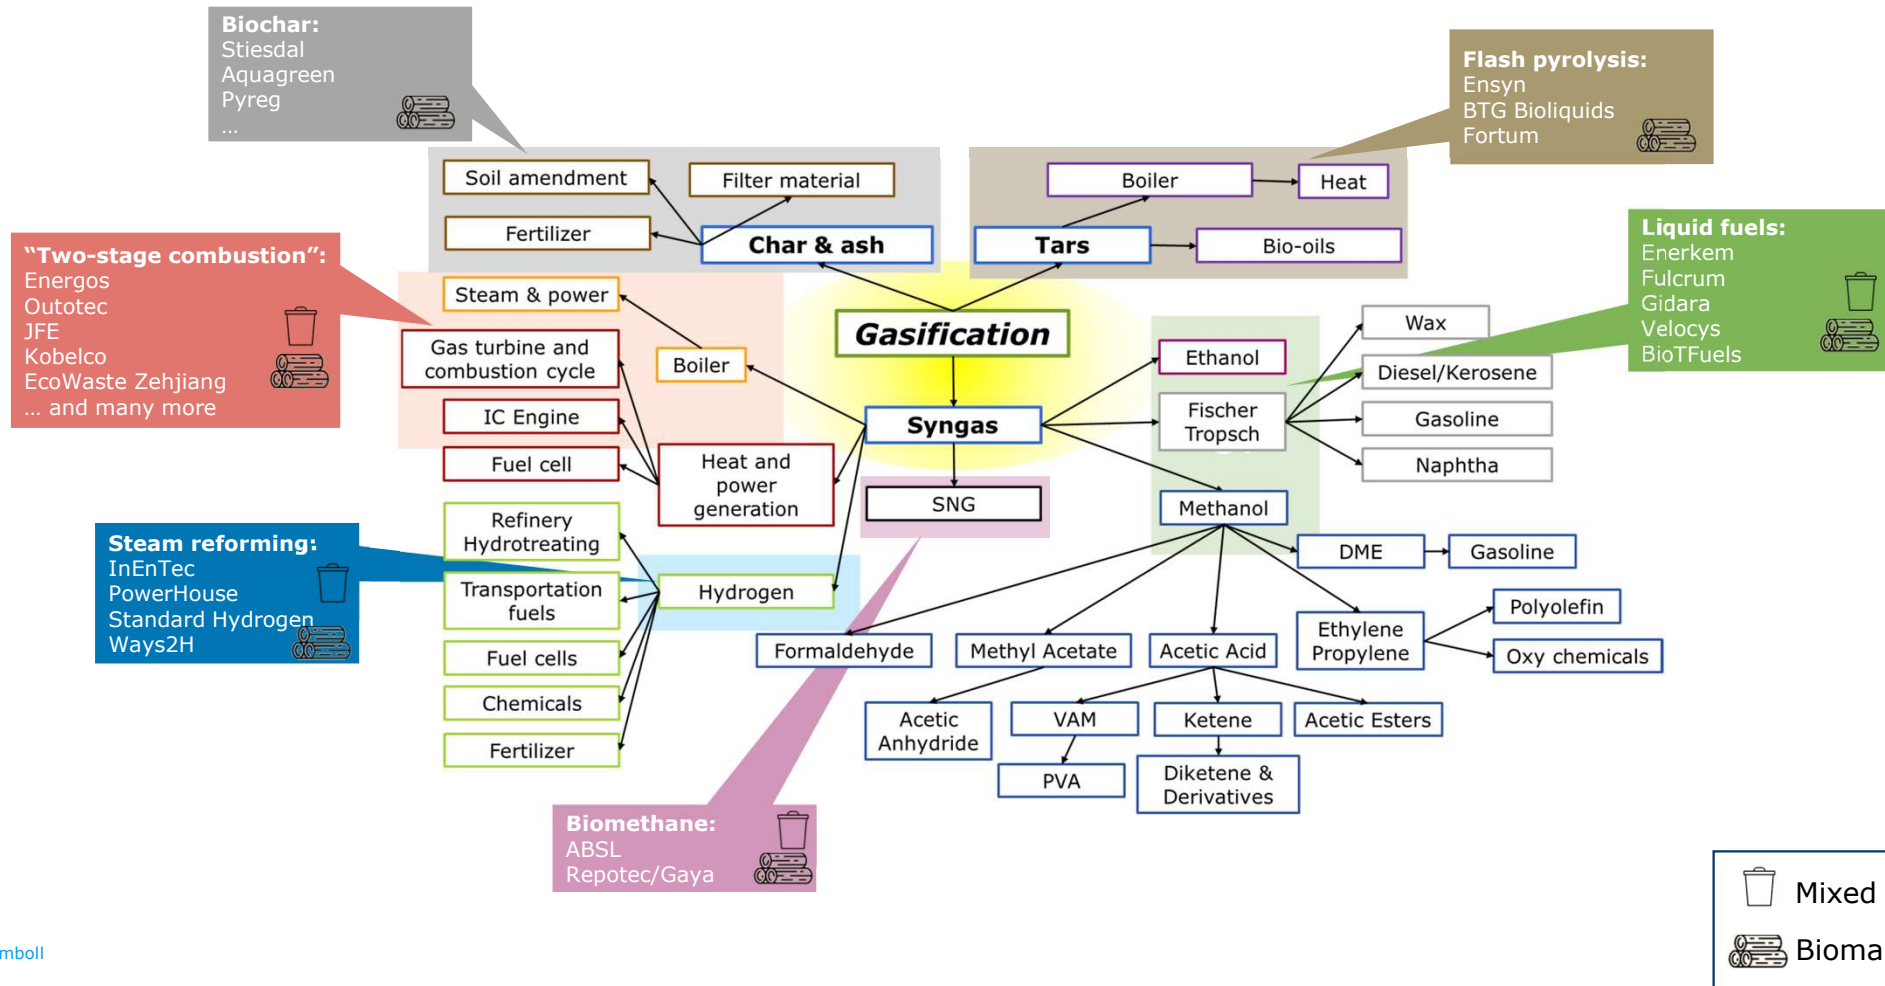 Biochar:
Stiesdal
Aquagreen
Pyreg
...
Flash pyrolysis:
Ensyn
BTG Bioliquids
Fortum
Soil amendment
Filter material
Fertilizer
Char & ash
Boiler
Heat
Tars
Bio-oils
"Two-stage combustion":
Energos
Outotec
JFE
Kobelco
EcoWaste Zehjiang
... and many more
Liquid fuels:
Enerkem
Fulcrum
Gidara
Velocys
BioTFuels
Steam & power
Gas turbine and
combustion cycle
Boiler
IC Engine
Fuel cell
Heat and
power
generation
Gasification
Syngas
SNG
Ethanol
Fischer
Tropsch
Methanol
Wax
Diesel/Kerosene
Gasoline
Naphtha
Steam reforming:
InEnTec
PowerHouse
Standard Hydrogen
Ways2H
Refinery
Hydrotreating
Transportation
fuels
Fuel cells
Chemicals
Fertilizer
Hydrogen
DME
Gasoline
Formaldehyde
Methyl Acetate
Acetic Acid
Ethylene
Propylene
Polyolefin
Oxy chemicals
Acetic
Anhydride
VAM
Ketene
Acetic Esters
PVA
Diketene &
Derivatives
Biomethane:
ABSL
Repotec/Gaya
Mixed
Bioma
mboll